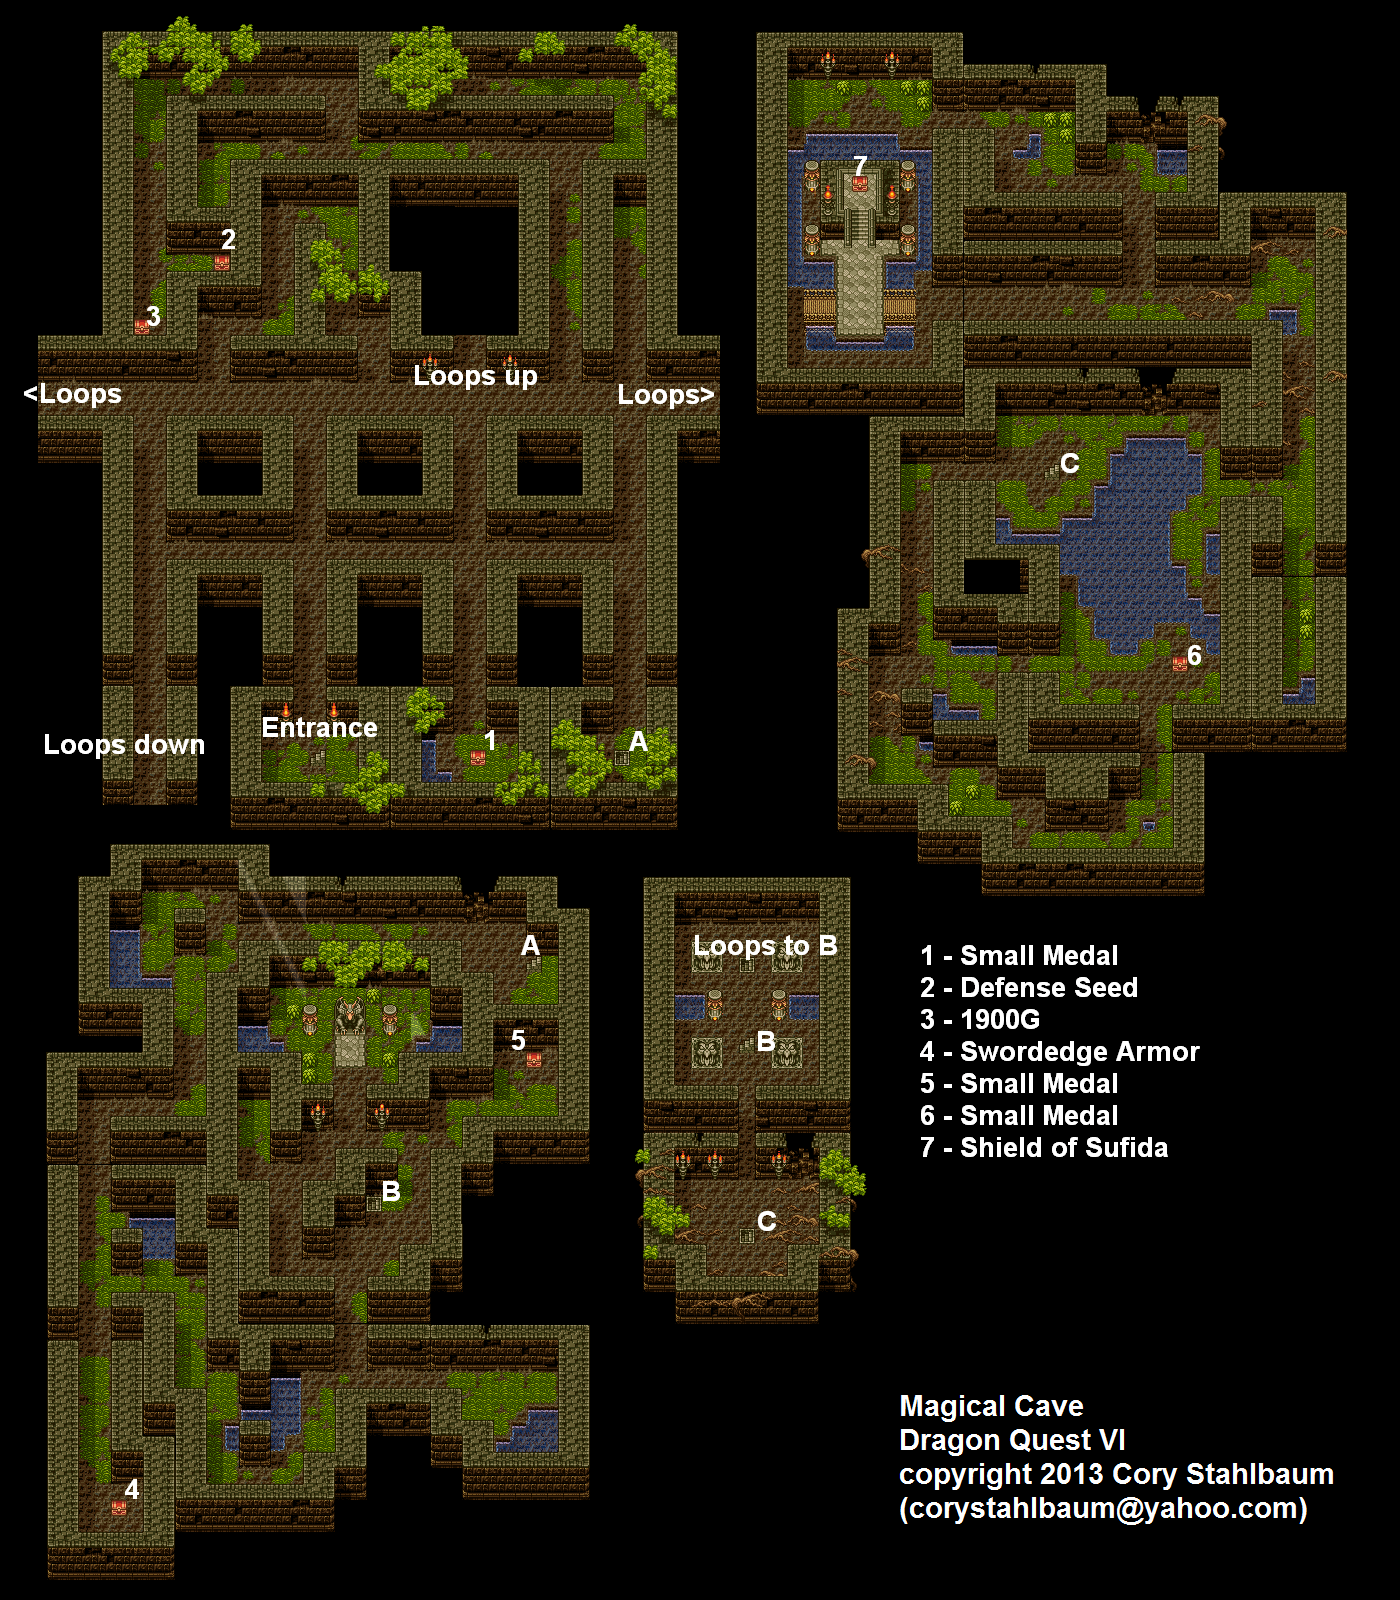 7
2
3
Loops up
<Loops
Loops>
C
6
Entrance
1
A
Loops down
A
Loops to B
1 - Small Medal
2 - Defense Seed
3 - 1900G
4 - Swordedge Armor
5 - Small Medal
6 - Small Medal
7 - Shield of Sufida
5
B
B
C
4
Magical Cave
Dragon Quest VI
copyright 2013 Cory Stahlbaum
(corystahlbaum@yahoo.com)